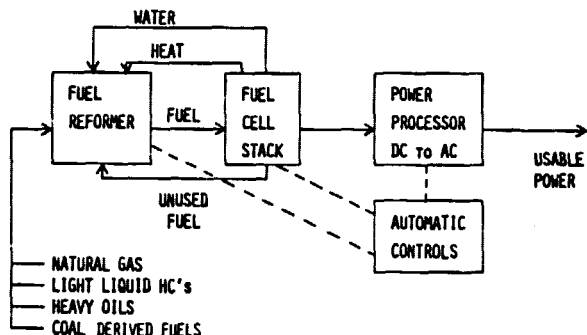 WATER
HEAT
FUEL
REFORMER
FUEL
FUEL
CELL
STACK
POWER
PROCESSOR
DC TO AC
USABLE
POWER
UNUSED
FUEL
AUTOMATIC
CONTROLS
NATURAL GAS
LIGHT LIQUID HC's
HEAVY OILS
COAL DERIVED FUELS